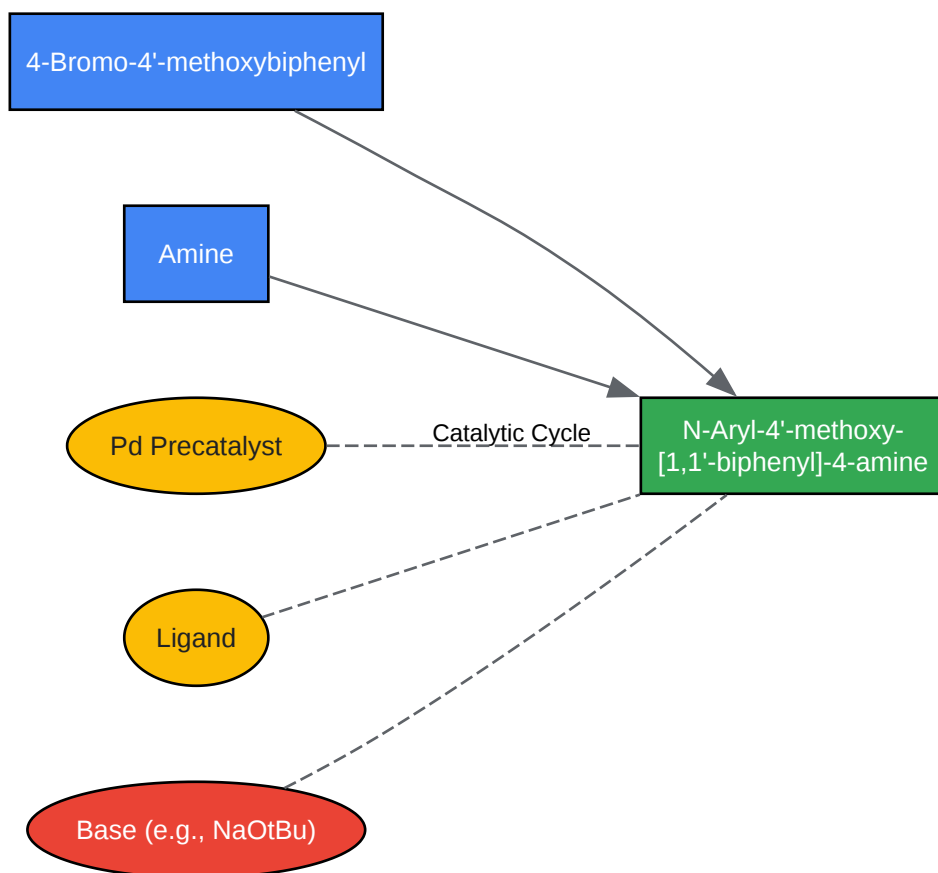 4-Bromo-4'-methoxybiphenyl
Amine
Pd Precatalyst
Catalytic Cycle
N-Aryl-4'-methoxy-
[1,1'-biphenyl]-4-amine
Ligand
Base (e.g., NaOtBu)